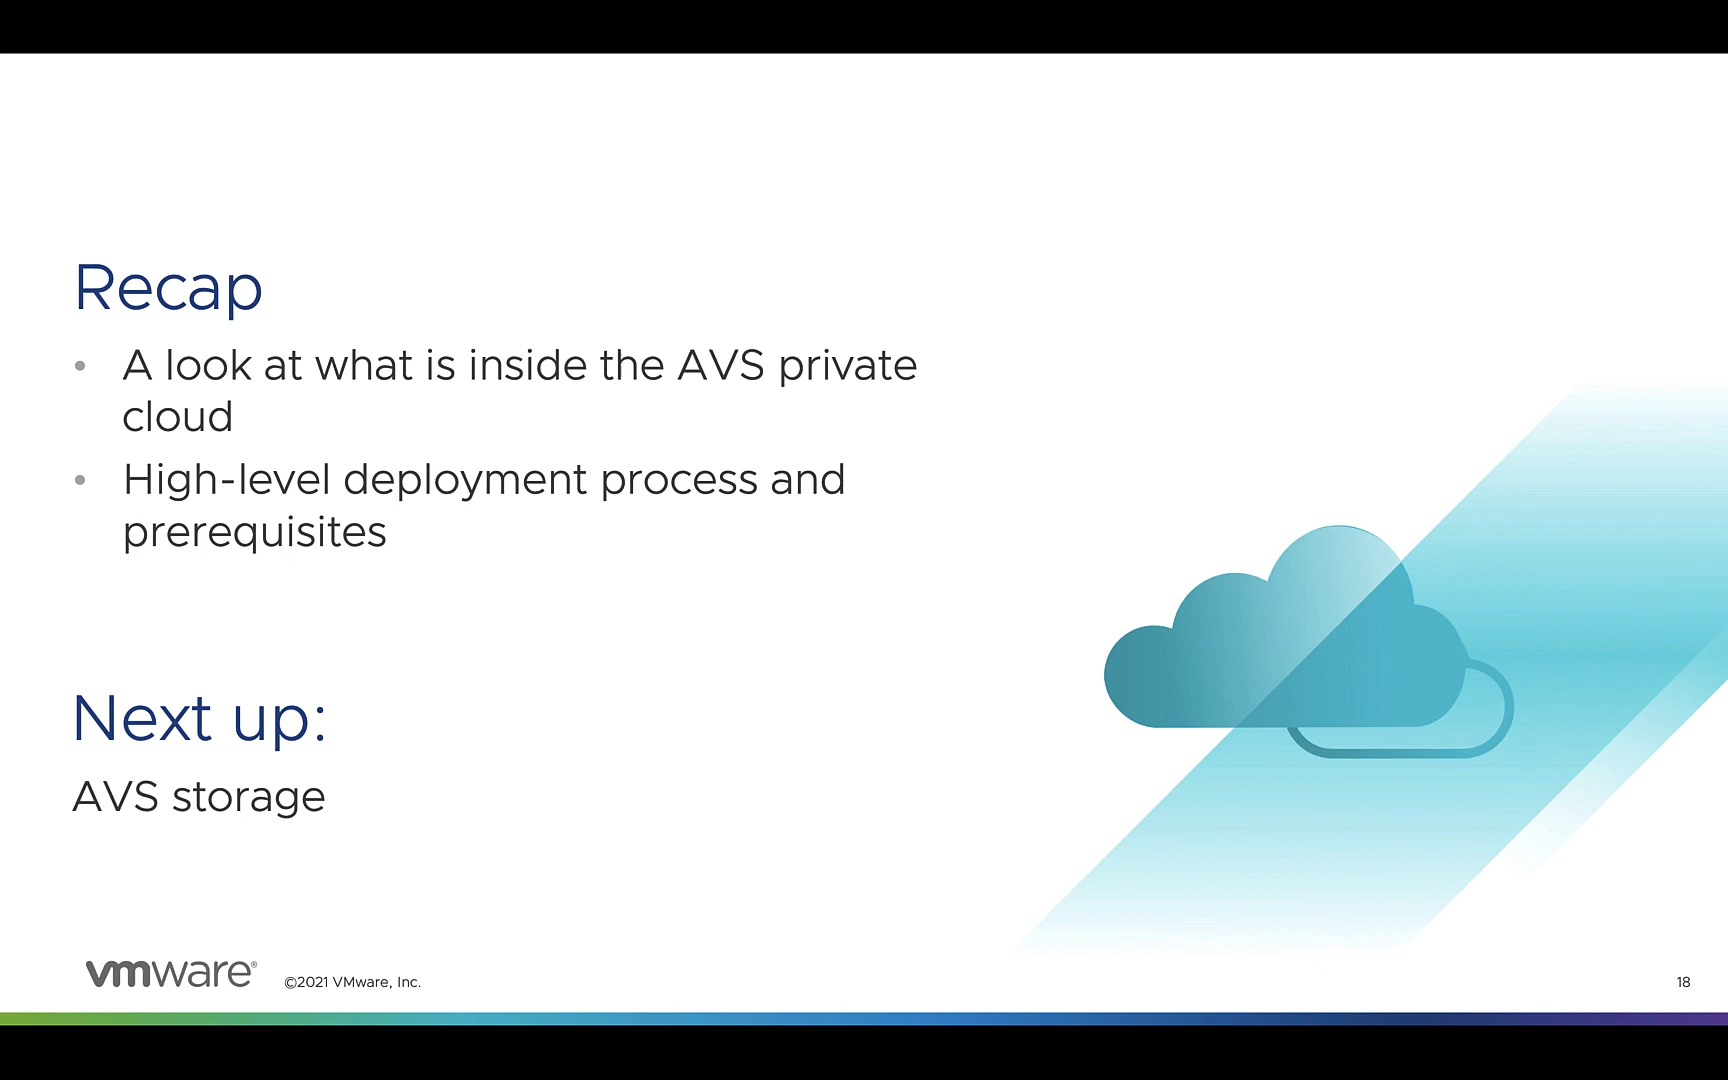 Recap
• A look at what is inside the AVS private
cloud
• High-level deployment process and
prerequisites
Next up:
AVS storage
vmware®
©2021 VMware, Inc.
18